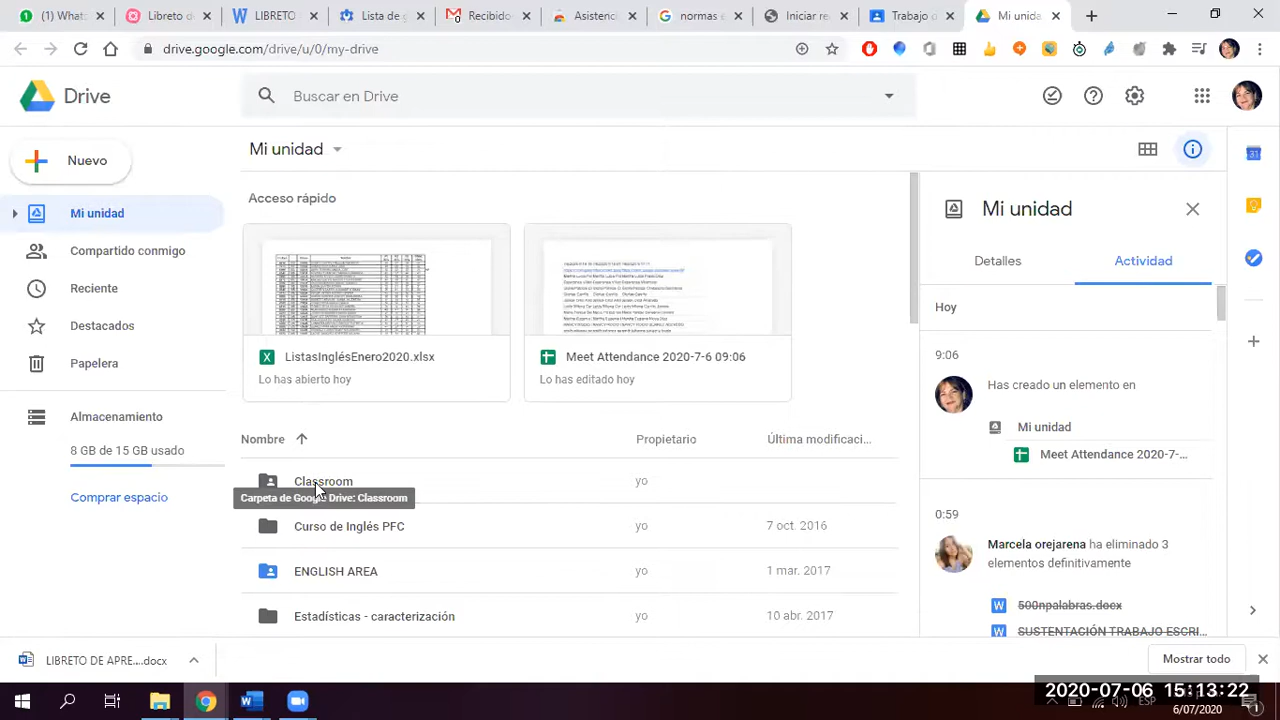 (1) Whats
Libreto d
LIBRETO
Lista de g
Recibido
Asistenci
normas e
Iniciar re
Trabajo c
Mi unidad
drive.google.com/drive/u/0/my-drive
Drive
Buscar en Drive
Nuevo
Mi unidad
Compartido conmigo
Reciente
Destacados
Papelera
Almacenamiento
8 GB de 15 GB usado
Comprar espacio
Mi unidad
Acceso rápido
ListasInglésEnero2020.xlsx
Lo has abierto hoy
Meet Attendance 2020-7-6 09:06
Lo has editado hoy
Nombre
Propietario
Última modificaci...
Classroom
yo
Carpeta de Google Drive: Classroom
Curso de Inglés PFC
yo
7 oct. 2016
ENGLISH AREA
yo
1 mar. 2017
Estadísticas - caracterización
yo
10 abr. 2017
Mi unidad
Detalles
Actividad
Hoy
9:06
Has creado un elemento en
Mi unidad
Meet Attendance 2020-7-...
0:59
Marcela orejarena ha eliminado 3
elementos definitivamente
500npalabras.docx
SUSTENTACIÓN TRABAJO ESCRI...
31
LIBRETO DE APRE....docx
Mostrar todo
2020-07-06 15:13:22
ESP
6/07/2020